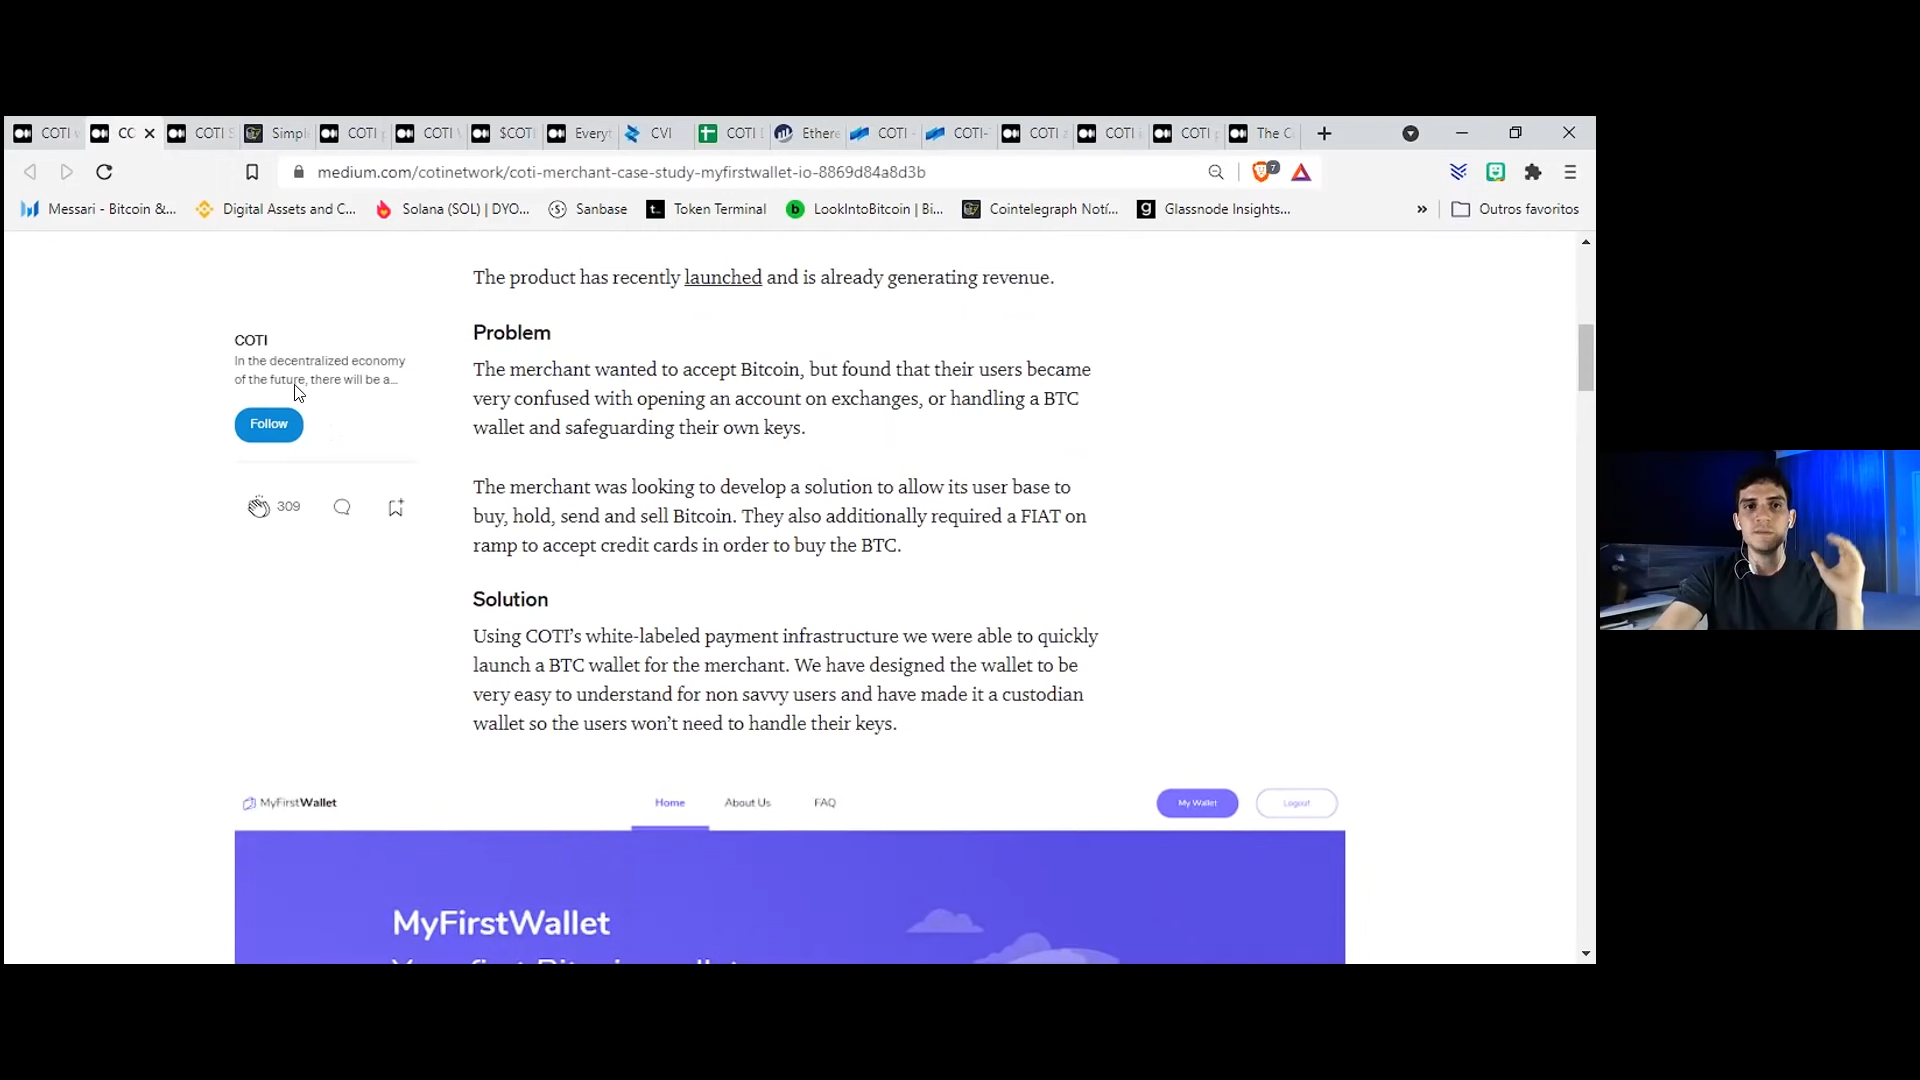 COTI
CC
COTI S
Simpl
COTI
COTI
$COTI
Everyt
CVI
COTI
Ethere
COTI -
COTI-
COTI
COTI
COTI
The C
medium.com/cotinetwork/coti-merchant-case-study-myfirstwallet-io-8869d84a8d3b
7
Messari - Bitcoin &...
Digital Assets and C...
Solana (SOL) | DYO...
Sanbase
Token Terminal
LookIntoBitcoin | Bi...
Cointelegraph Notí...
Glassnode Insights...
»
Outros favoritos
The product has recently launched and is already generating revenue.
COTI
In the decentralized economy
of the future, there will be a...
Follow
309
Problem
The merchant wanted to accept Bitcoin, but found that their users became
very confused with opening an account on exchanges, or handling a BTC
wallet and safeguarding their own keys.
The merchant was looking to develop a solution to allow its user base to
buy, hold, send and sell Bitcoin. They also additionally required a FIAT on
ramp to accept credit cards in order to buy the BTC.
Solution
Using COTI’s white-labeled payment infrastructure we were able to quickly
launch a BTC wallet for the merchant. We have designed the wallet to be
very easy to understand for non savvy users and have made it a custodian
wallet so the users won’t need to handle their keys.
MyFirstWallet
Home
About Us
FAQ
My Wallet
Logout
MyFirstWallet